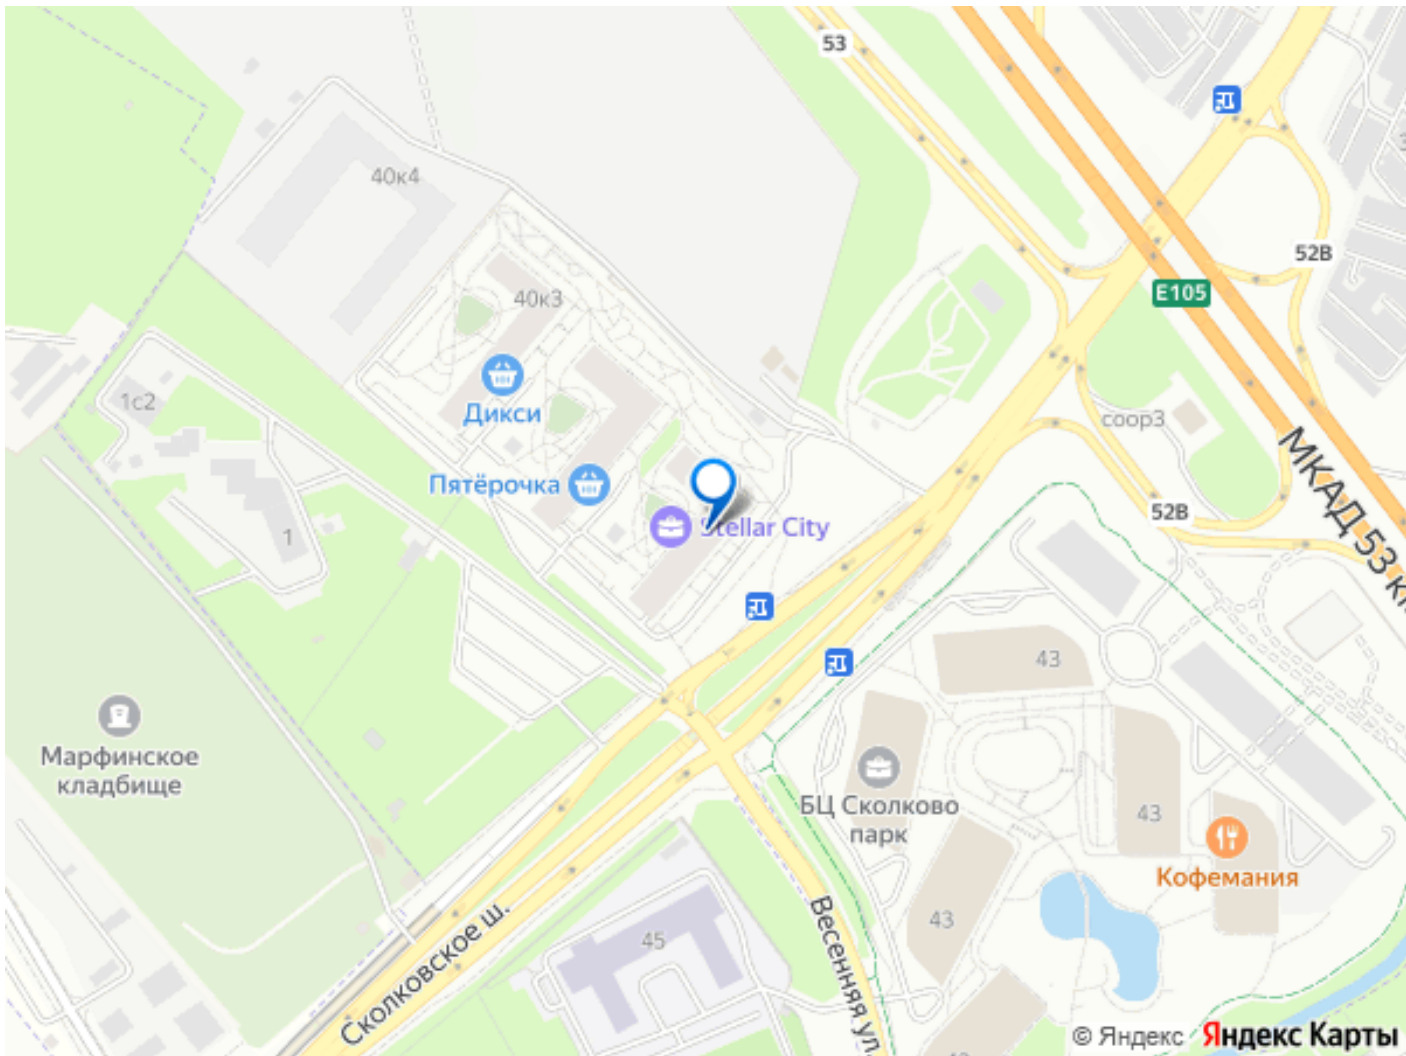 53
40к4
52В
E105
40к3
1с2
Дикси
соор3
Пятёрочка
52В
Stellar City
1
МКАД 53 к
43
Марфинское
кладбище
БЦ Сколково
парк
43
Кофемания
43
45
Сколковское ш.
Весенняя ул.
© Яндекс Яндекс Карты